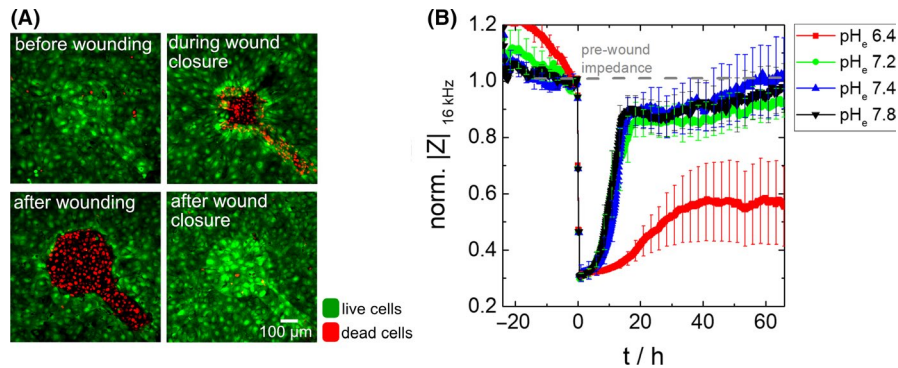 (A)
before wounding
during wound
closure
after wounding
after wound
closure
100 µm
live cells
dead cells
(B)
norm. |Z| 16 kHz
1.2
1.0
0.8
0.6
0.4
0.2
pre-wound
impedance
-20
0
20
40
60
t / h
pHe 6.4
pHe 7.2
pHe 7.4
pHe 7.8